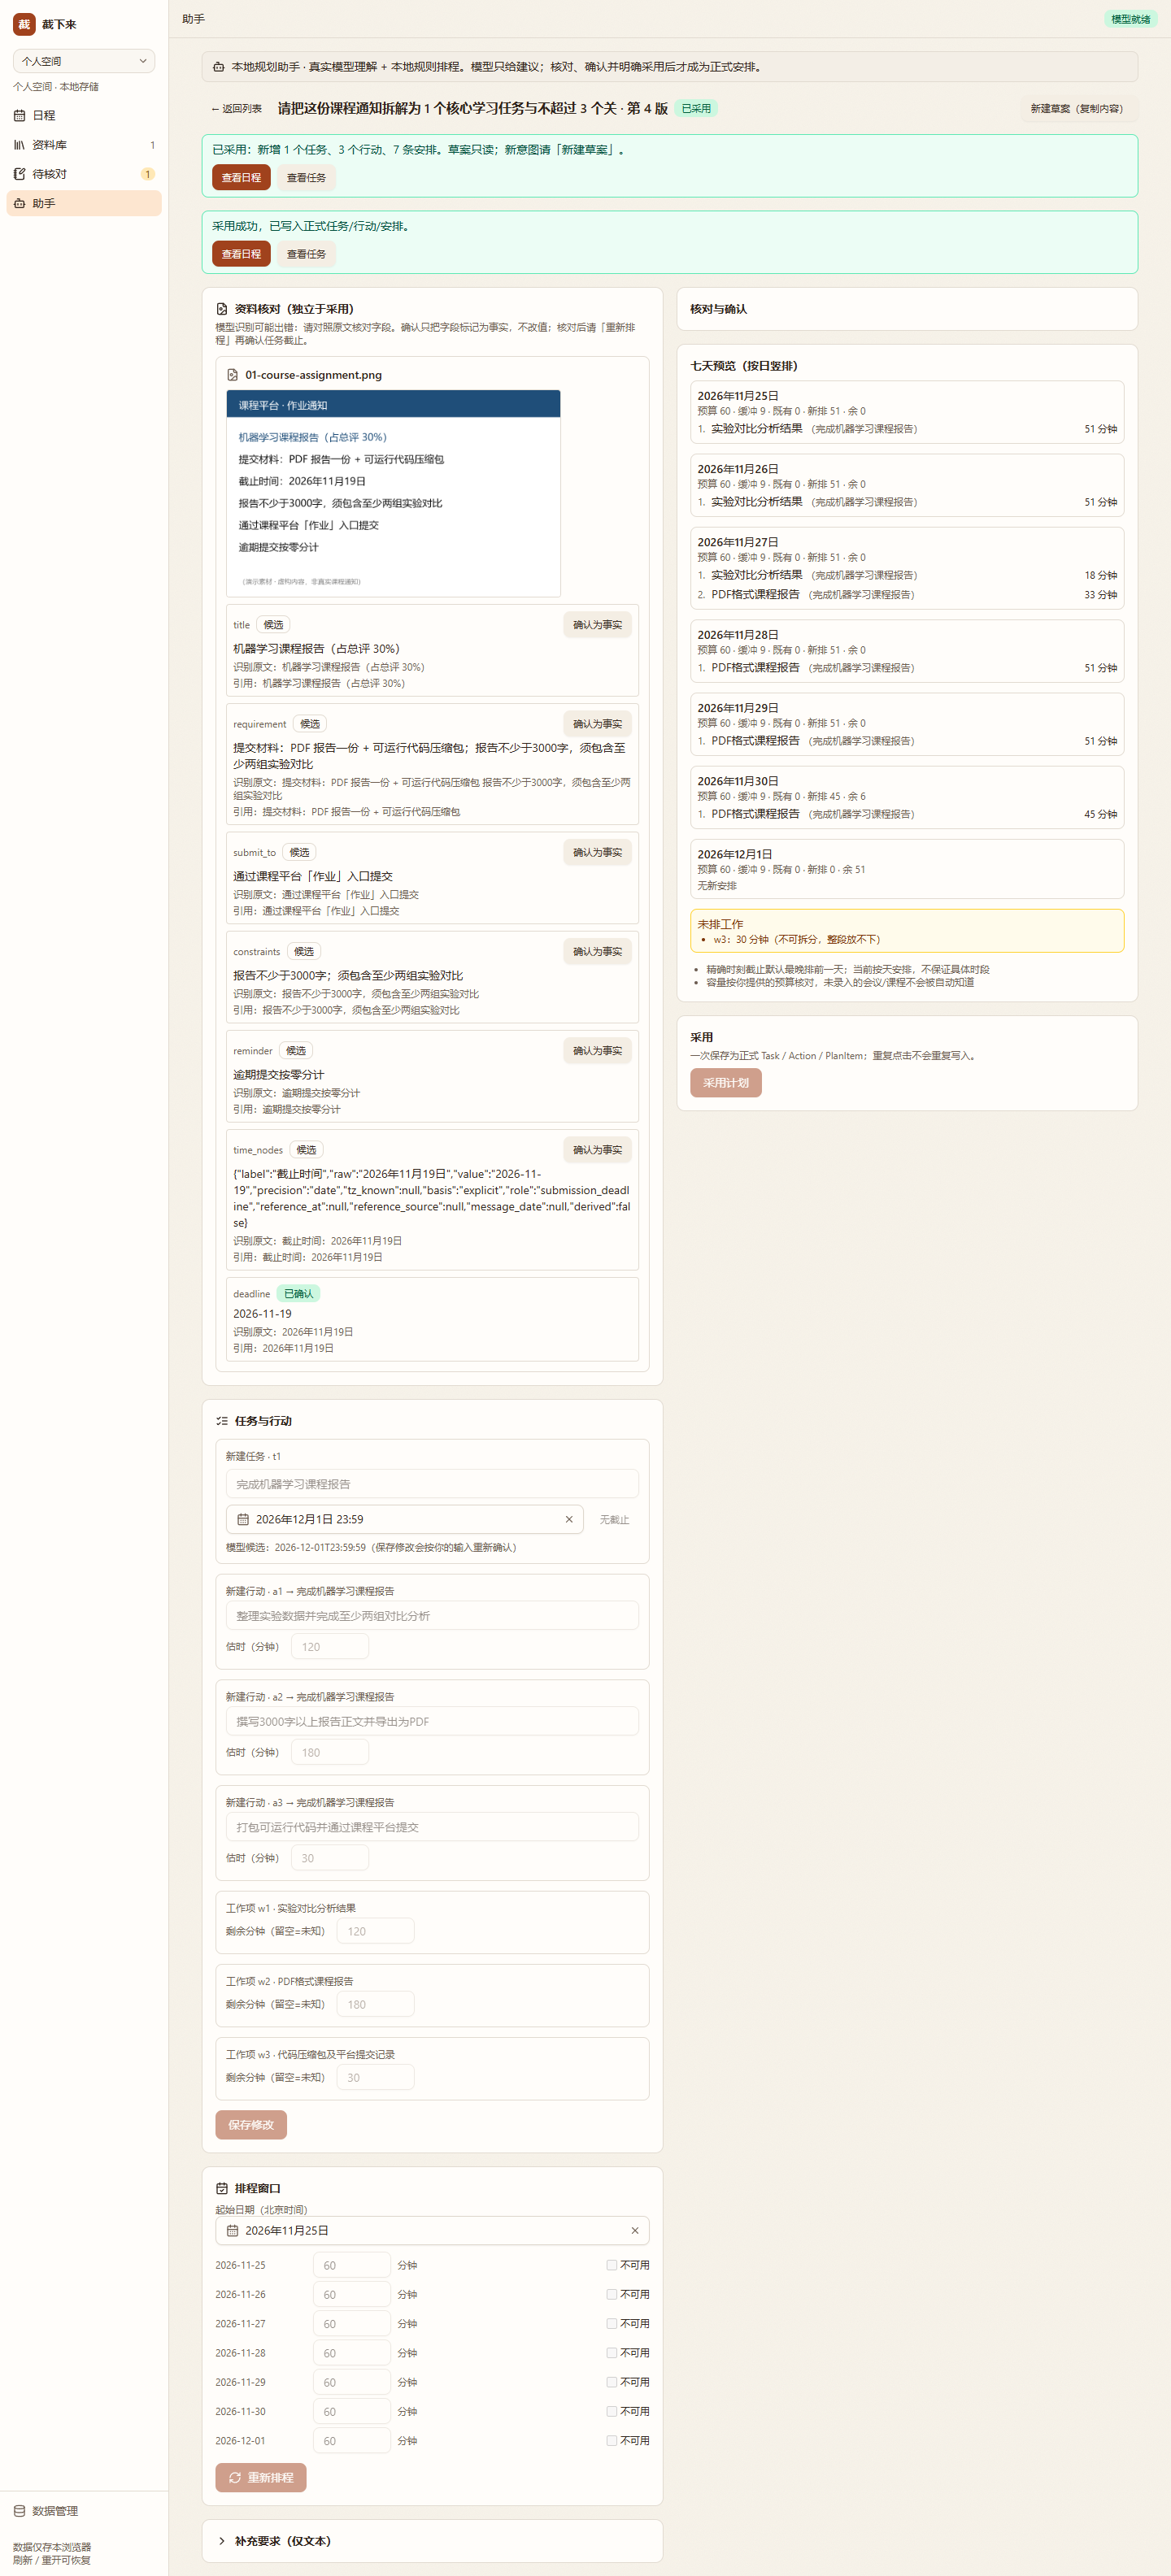 截 截下来
个人空间
个人空间 · 本地存储
日程
资料库 1
待核对 1
助手
数据管理
数据仅存本浏览器
刷新 / 重开可恢复
助手
模型就绪
本地规划助手 · 真实模型理解 + 本地规则排程。模型只给建议；核对、确认并明确采用后才成为正式安排。
← 返回列表 请把这份课程通知拆解为 1 个核心学习任务与不超过 3 个关 · 第 4 版 已采用 新建草案（复制内容）
已采用：新增 1 个任务、3 个行动、7 条安排。草案只读；新意图请「新建草案」。
查看日程 查看任务
采用成功，已写入正式任务/行动/安排。
查看日程 查看任务
资料核对（独立于采用）
模型识别可能出错：请对照原文核对字段。确认只把字段标记为事实，不改值；核对后请「重新排
程」再确认任务截止。
01-course-assignment.png
课程平台 · 作业通知
机器学习课程报告（占总评 30%）
提交材料：PDF 报告一份 + 可运行代码压缩包
截止时间：2026年11月19日
报告不少于3000字，须包含至少两组实验对比
通过课程平台「作业」入口提交
逾期提交按零分计
（演示素材 · 虚构内容，非真实课程通知）
title 候选 确认为事实
机器学习课程报告（占总评 30%）
识别原文：机器学习课程报告（占总评 30%）
引用：机器学习课程报告（占总评 30%）
requirement 候选 确认为事实
提交材料：PDF 报告一份 + 可运行代码压缩包；报告不少于3000字，须包含至
少两组实验对比
识别原文：提交材料：PDF 报告一份 + 可运行代码压缩包 报告不少于3000字，须包含至少两
组实验对比
引用：提交材料：PDF 报告一份 + 可运行代码压缩包
submit_to 候选 确认为事实
通过课程平台「作业」入口提交
识别原文：通过课程平台「作业」入口提交
引用：通过课程平台「作业」入口提交
constraints 候选 确认为事实
报告不少于3000字；须包含至少两组实验对比
识别原文：报告不少于3000字，须包含至少两组实验对比
引用：报告不少于3000字，须包含至少两组实验对比
reminder 候选 确认为事实
逾期提交按零分计
识别原文：逾期提交按零分计
引用：逾期提交按零分计
time_nodes 候选 确认为事实
{"label":"截止时间","raw":"2026年11月19日","value":"2026-11-
19","precision":"date","tz_known":null,"basis":"explicit","role":"submission_deadl
ine","reference_at":null,"reference_source":null,"message_date":null,"derived":fal
se}
识别原文：截止时间：2026年11月19日
引用：截止时间：2026年11月19日
deadline 已确认
2026-11-19
识别原文：2026年11月19日
引用：2026年11月19日
任务与行动
新建任务 · t1
完成机器学习课程报告
2026年12月1日 23:59 无截止
模型候选：2026-12-01T23:59:59（保存修改会按你的输入重新确认）
新建行动 · a1 → 完成机器学习课程报告
整理实验数据并完成至少两组对比分析
估时（分钟） 120
新建行动 · a2 → 完成机器学习课程报告
撰写3000字以上报告正文并导出为PDF
估时（分钟） 180
新建行动 · a3 → 完成机器学习课程报告
打包可运行代码并通过课程平台提交
估时（分钟） 30
工作项 w1 · 实验对比分析结果
剩余分钟（留空=未知） 120
工作项 w2 · PDF格式课程报告
剩余分钟（留空=未知） 180
工作项 w3 · 代码压缩包及平台提交记录
剩余分钟（留空=未知） 30
保存修改
排程窗口
起始日期（北京时间）
2026年11月25日
2026-11-25 60 分钟 不可用
2026-11-26 60 分钟 不可用
2026-11-27 60 分钟 不可用
2026-11-28 60 分钟 不可用
2026-11-29 60 分钟 不可用
2026-11-30 60 分钟 不可用
2026-12-01 60 分钟 不可用
重新排程
补充要求（仅文本）
核对与确认
七天预览（按日竖排）
2026年11月25日
预算 60 · 缓冲 9 · 既有 0 · 新排 51 · 余 0
1. 实验对比分析结果 （完成机器学习课程报告） 51 分钟
2026年11月26日
预算 60 · 缓冲 9 · 既有 0 · 新排 51 · 余 0
1. 实验对比分析结果 （完成机器学习课程报告） 51 分钟
2026年11月27日
预算 60 · 缓冲 9 · 既有 0 · 新排 51 · 余 0
1. 实验对比分析结果 （完成机器学习课程报告） 18 分钟
2. PDF格式课程报告 （完成机器学习课程报告） 33 分钟
2026年11月28日
预算 60 · 缓冲 9 · 既有 0 · 新排 51 · 余 0
1. PDF格式课程报告 （完成机器学习课程报告） 51 分钟
2026年11月29日
预算 60 · 缓冲 9 · 既有 0 · 新排 51 · 余 0
1. PDF格式课程报告 （完成机器学习课程报告） 51 分钟
2026年11月30日
预算 60 · 缓冲 9 · 既有 0 · 新排 45 · 余 6
1. PDF格式课程报告 （完成机器学习课程报告） 45 分钟
2026年12月1日
预算 60 · 缓冲 9 · 既有 0 · 新排 0 · 余 51
无新安排
未排工作
• w3：30 分钟（不可拆分，整段放不下）
• 精确时刻截止默认最晚排前一天；当前按天安排，不保证具体时段
• 容量按你提供的预算核对，未录入的会议/课程不会被自动知道
采用
一次保存为正式 Task / Action / PlanItem；重复点击不会重复写入。
采用计划